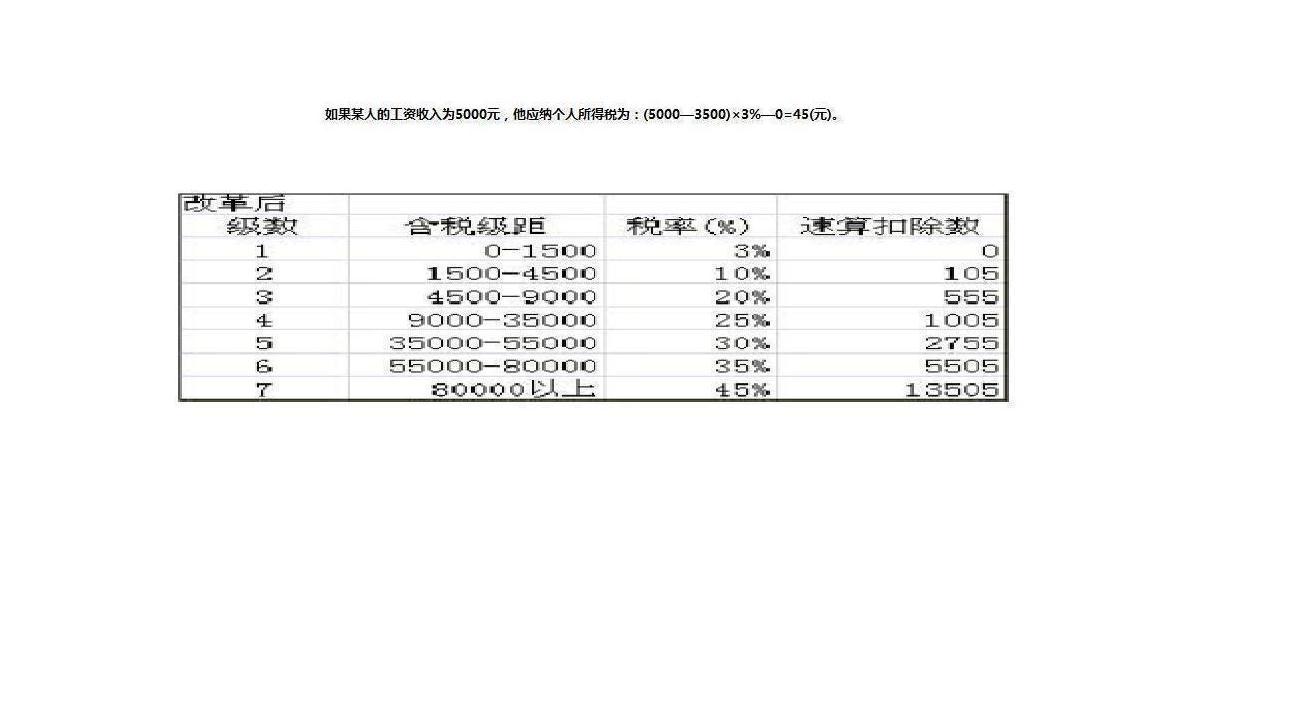 如果某人的工资收入为5000元，他应纳个人所得税为：(5000—3500)×3%—0=45(元)。
改革后
级数 含税级距 税率(%) 速算扣除数
1 0-1500 3% 0
2 1500-4500 10% 105
3 4500-9000 20% 555
4 9000-35000 25% 1005
5 35000-55000 30% 2755
6 55000-80000 35% 5505
7 80000以上 45% 13505